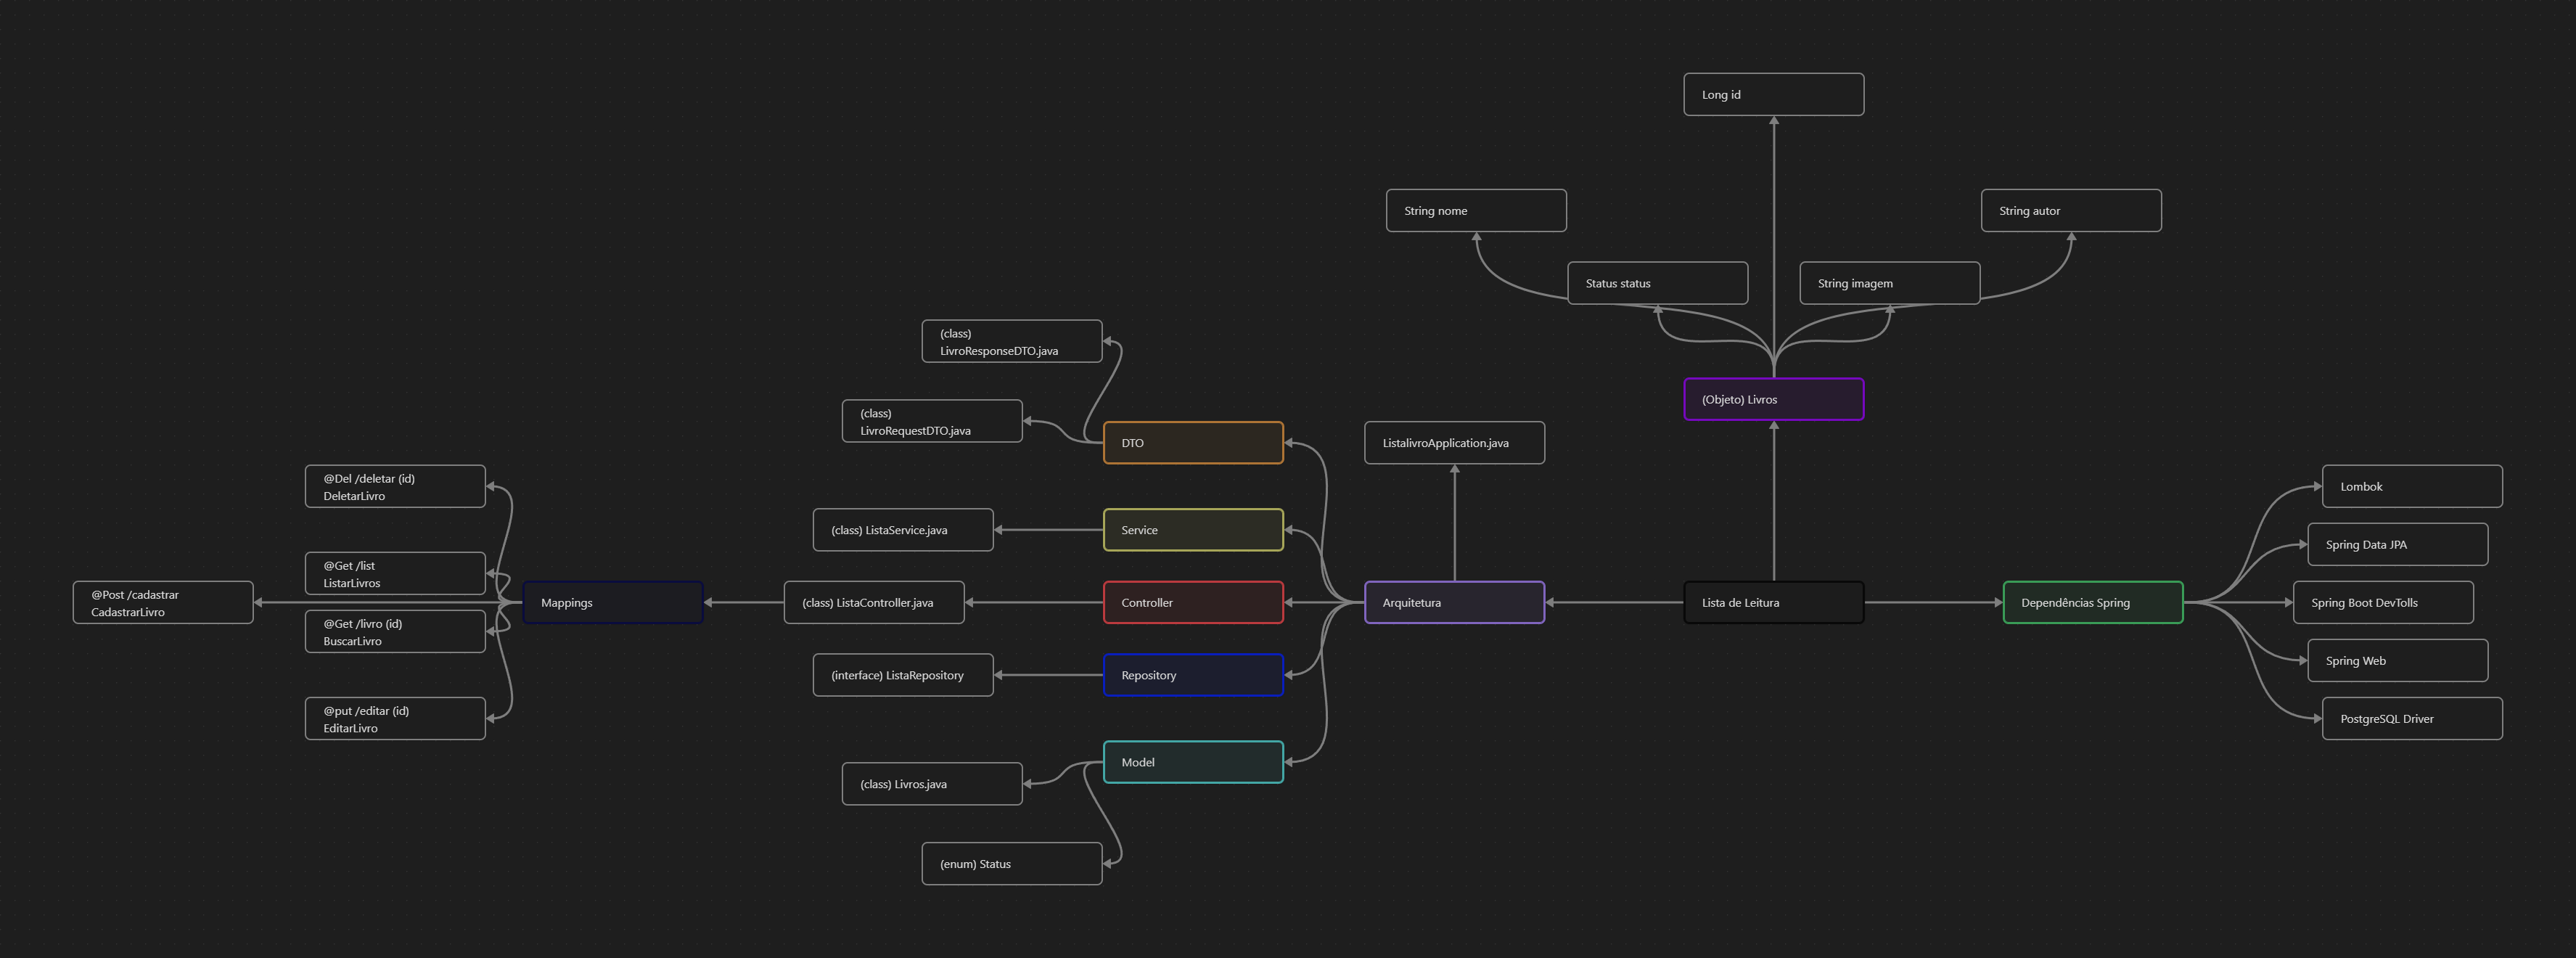 Long id
String nome
String autor
Status status
String imagem
(class)
LivroResponseDTO.java
(Objeto) Livros
(class)
LivroRequestDTO.java
DTO
ListalivroApplication.java
@Del /deletar (id)
DeletarLivro
Lombok
(class) ListaService.java
Service
Spring Data JPA
@Get /list
ListarLivros
@Post /cadastrar
CadastrarLivro
Mappings
(class) ListaController.java
Controller
Arquitetura
Lista de Leitura
Dependências Spring
Spring Boot DevTolls
@Get /livro (id)
BuscarLivro
(interface) ListaRepository
Repository
Spring Web
@put /editar (id)
EditarLivro
PostgreSQL Driver
Model
(class) Livros.java
(enum) Status